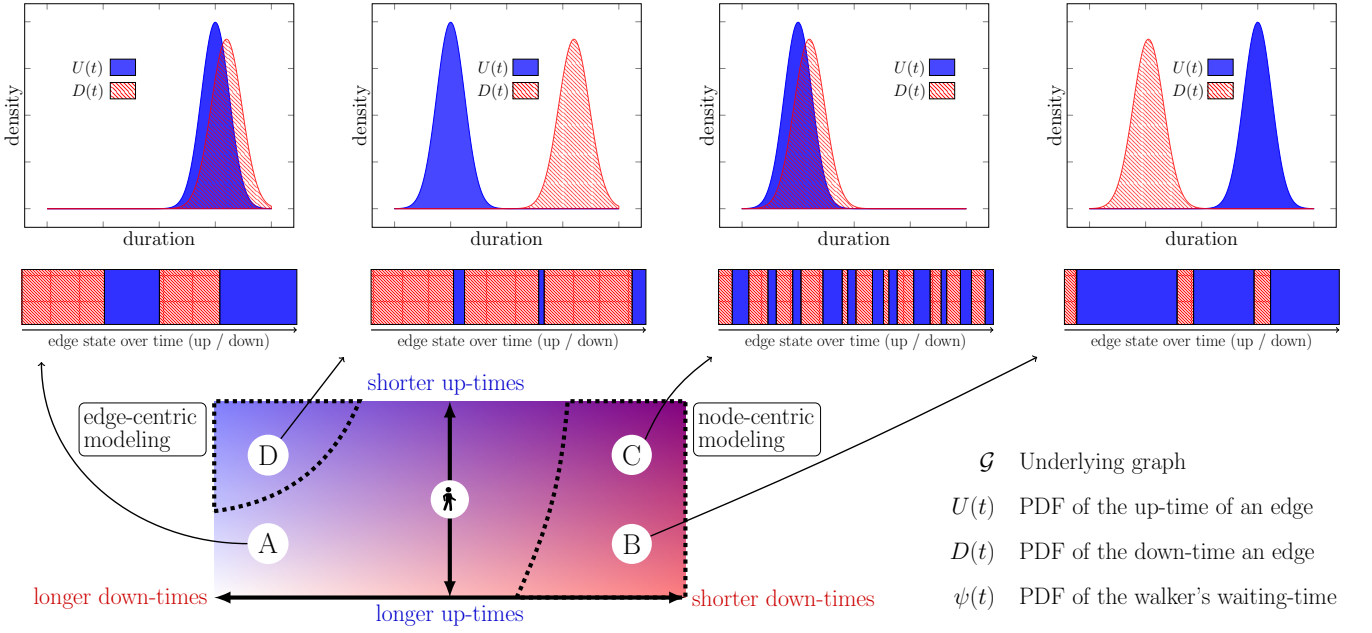 U(t)
D(t)
density
duration
U(t)
D(t)
density
duration
U(t)
D(t)
density
duration
U(t)
D(t)
density
duration
edge state over time (up / down)
edge state over time (up / down)
edge state over time (up / down)
edge state over time (up / down)
shorter up-times
edge-centric
modeling
node-centric
modeling
D
C
A
B
longer down-times
shorter down-times
longer up-times
𝒢 Underlying graph
U(t) PDF of the up-time of an edge
D(t) PDF of the down-time an edge
ψ(t) PDF of the walker's waiting-time